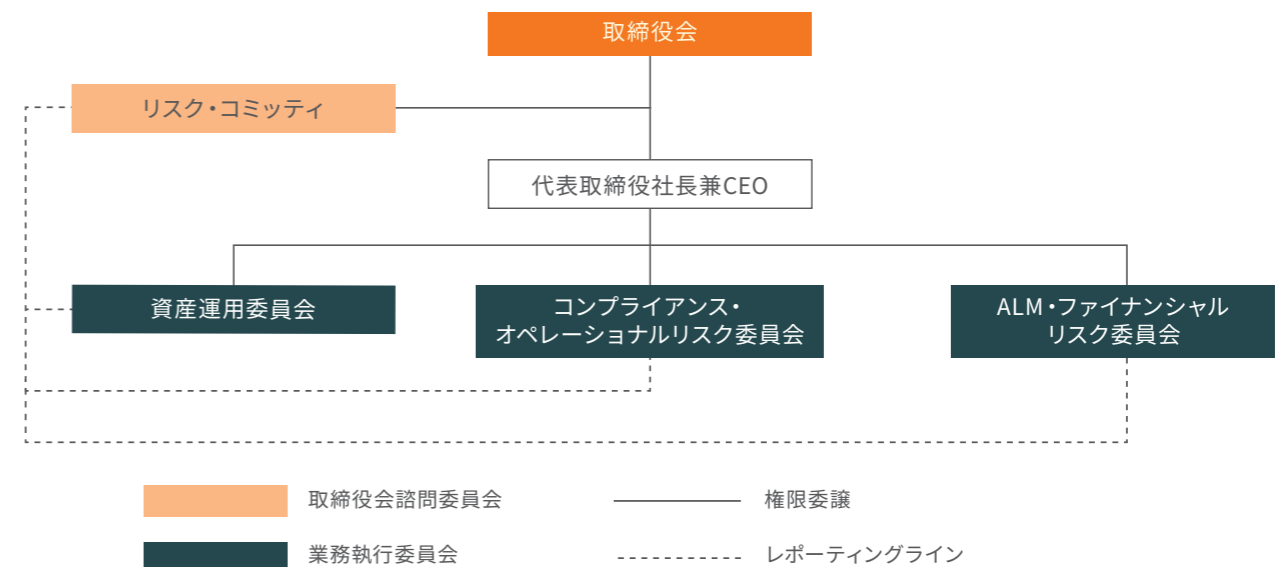 取締役会
リスク・コミッティ
代表取締役社長兼CEO
資産運用委員会
コンプライアンス・
オペレーショナルリスク委員会
ALM・ファイナンシャル
リスク委員会
取締役会諮問委員会
権限委譲
業務執行委員会
レポーティングライン